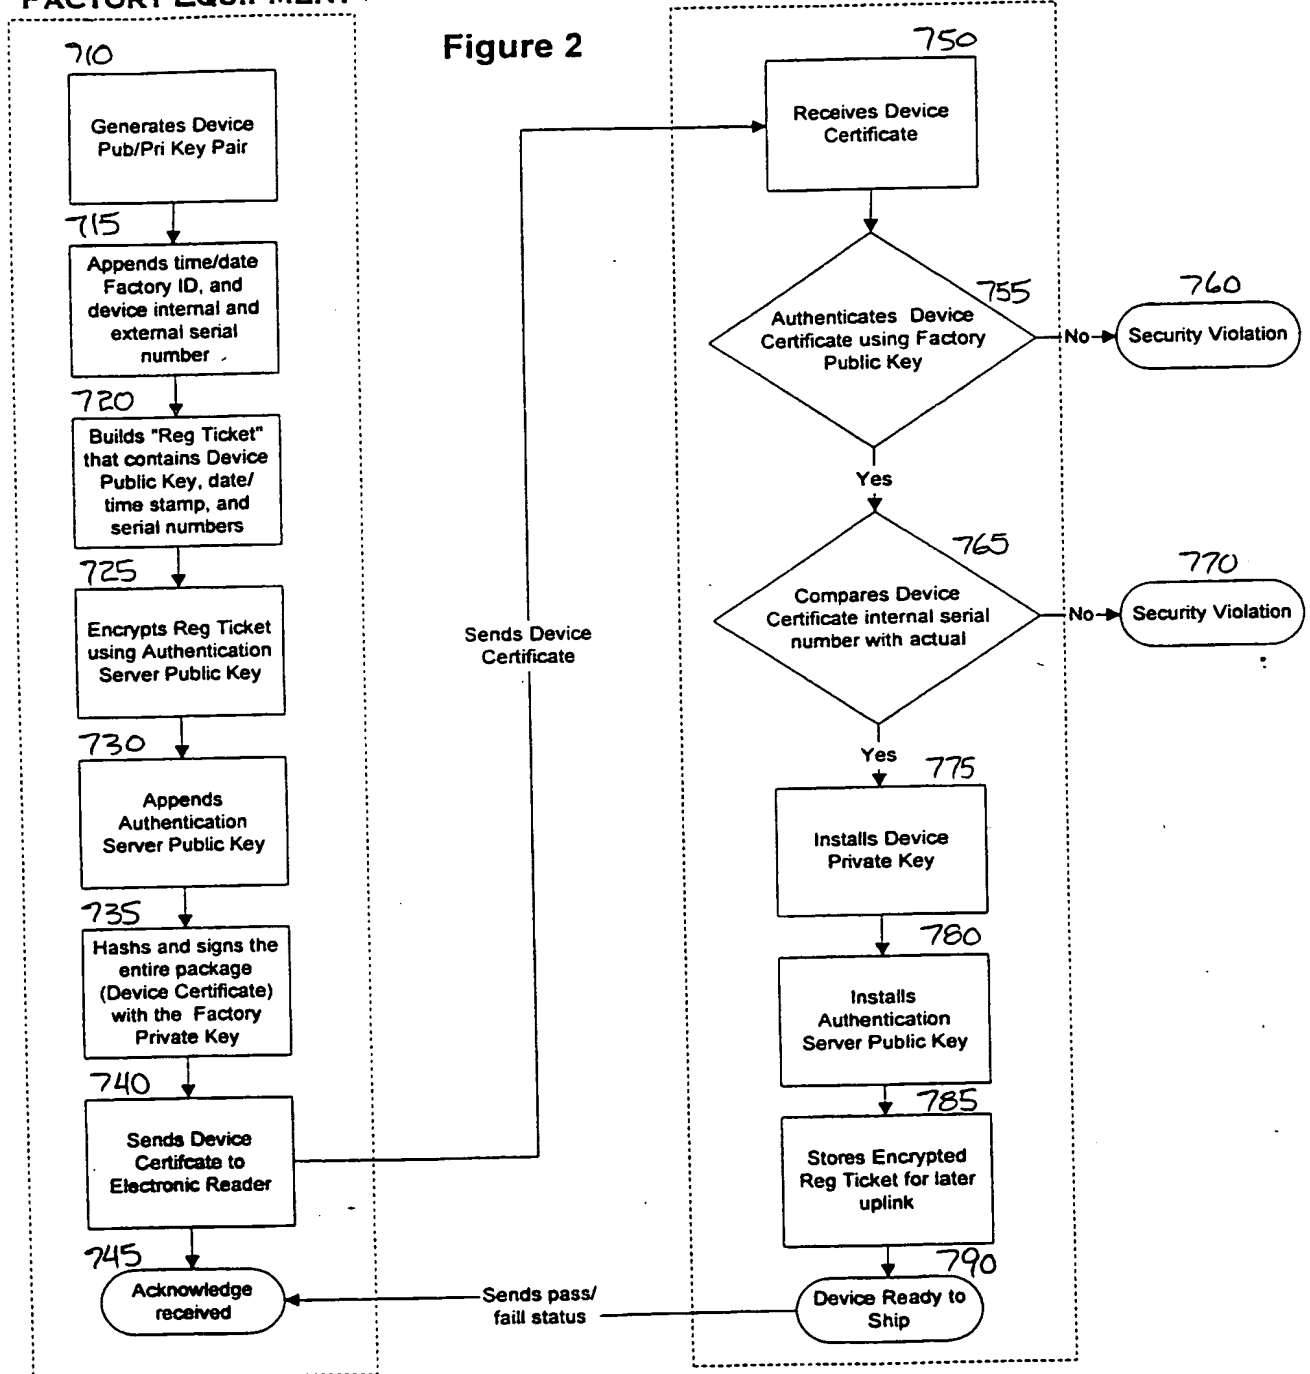 FACTORY EQUIPMENT
Figure 2
710
Generates Device
Pub/Pri Key Pair
715
Appends time/date
Factory ID, and
device internal and
external serial
number
720
Builds "Reg Ticket"
that contains Device
Public Key, date/
time stamp, and
serial numbers
725
Encrypts Reg Ticket
using Authentication
Server Public Key
730
Appends
Authentication
Server Public Key
735
Hashs and signs the
entire package
(Device Certificate)
with the Factory
Private Key
740
Sends Device
Certifcate to
Electronic Reader
745
Acknowledge
received
Sends Device
Certificate
750
Receives Device
Certificate
755
Authenticates Device
Certificate using Factory
Public Key
No
760
Security Violation
Yes
765
Compares Device
Certificate internal serial
number with actual
No
770
Security Violation
Yes
775
Installs Device
Private Key
780
Installs
Authentication
Server Public Key
785
Stores Encrypted
Reg Ticket for later
uplink
790
Device Ready to
Ship
Sends pass/
faill status